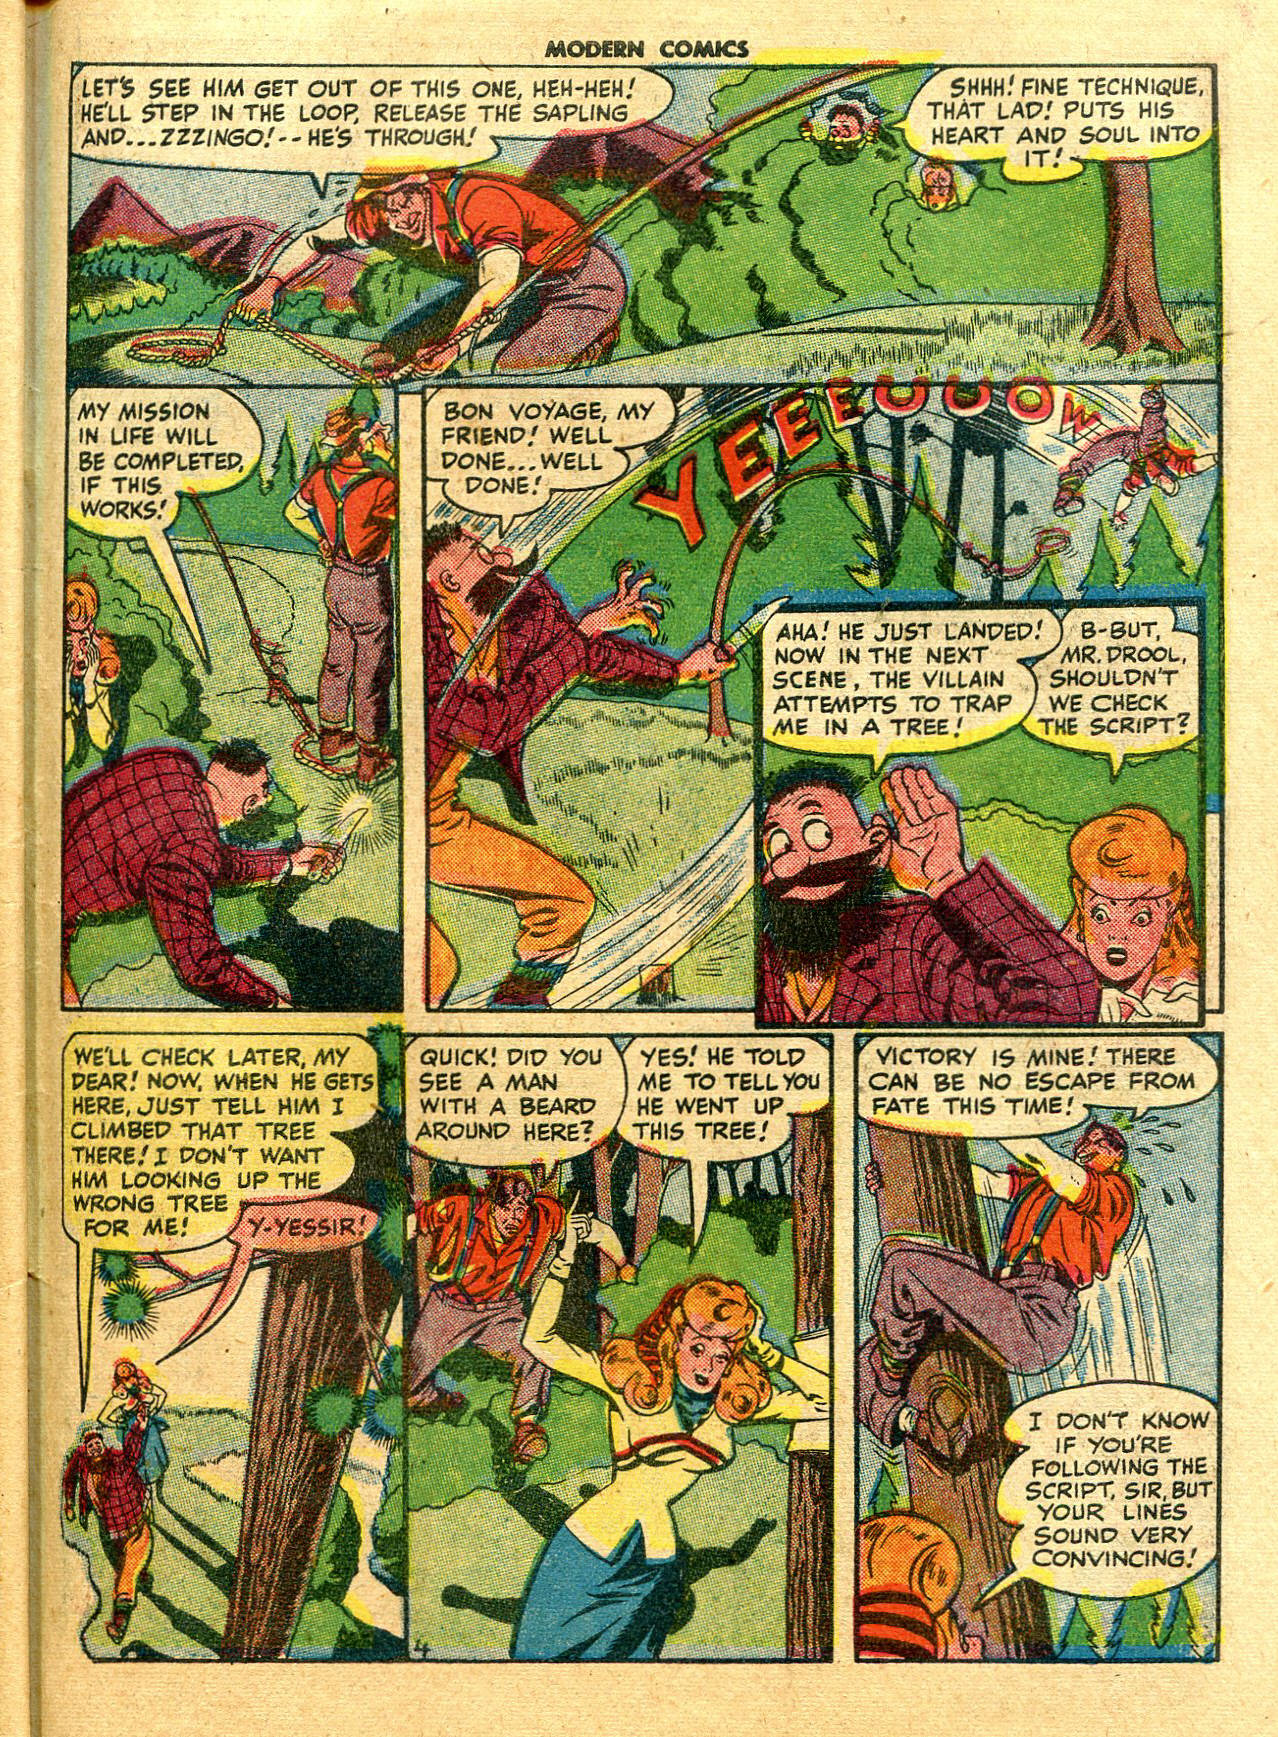 MODERN COMICS
LET'S SEE HIM GET OUT OF THIS ONE, HEH-HEH!
HE'LL STEP IN THE LOOP, RELEASE THE SAPLING
AND...ZZZINGO!--HE'S THROUGH!
SHHH! FINE TECHNIQUE,
THAT LAD! PUTS HIS
HEART AND SOUL INTO
IT!
MY MISSION
IN LIFE WILL
BE COMPLETED,
IF THIS
WORKS!
BON VOYAGE, MY
FRIEND! WELL
DONE...WELL
DONE!
YEEEUUUOW
AHA! HE JUST LANDED!
NOW IN THE NEXT
SCENE, THE VILLAIN
ATTEMPTS TO TRAP
ME IN A TREE!
B-BUT,
MR. DROOL,
SHOULDN'T
WE CHECK
THE SCRIPT?
WE'LL CHECK LATER, MY
DEAR! NOW, WHEN HE GETS
HERE, JUST TELL HIM I
CLIMBED THAT TREE
THERE! I DON'T WANT
HIM LOOKING UP THE
WRONG TREE
FOR ME!
Y-YESSIR!
QUICK! DID YOU
SEE A MAN
WITH A BEARD
AROUND HERE?
YES! HE TOLD
ME TO TELL YOU
HE WENT UP
THIS TREE!
4
VICTORY IS MINE! THERE
CAN BE NO ESCAPE FROM
FATE THIS TIME!
I DON'T KNOW
IF YOU'RE
FOLLOWING THE
SCRIPT, SIR, BUT
YOUR LINES
SOUND VERY
CONVINCING!